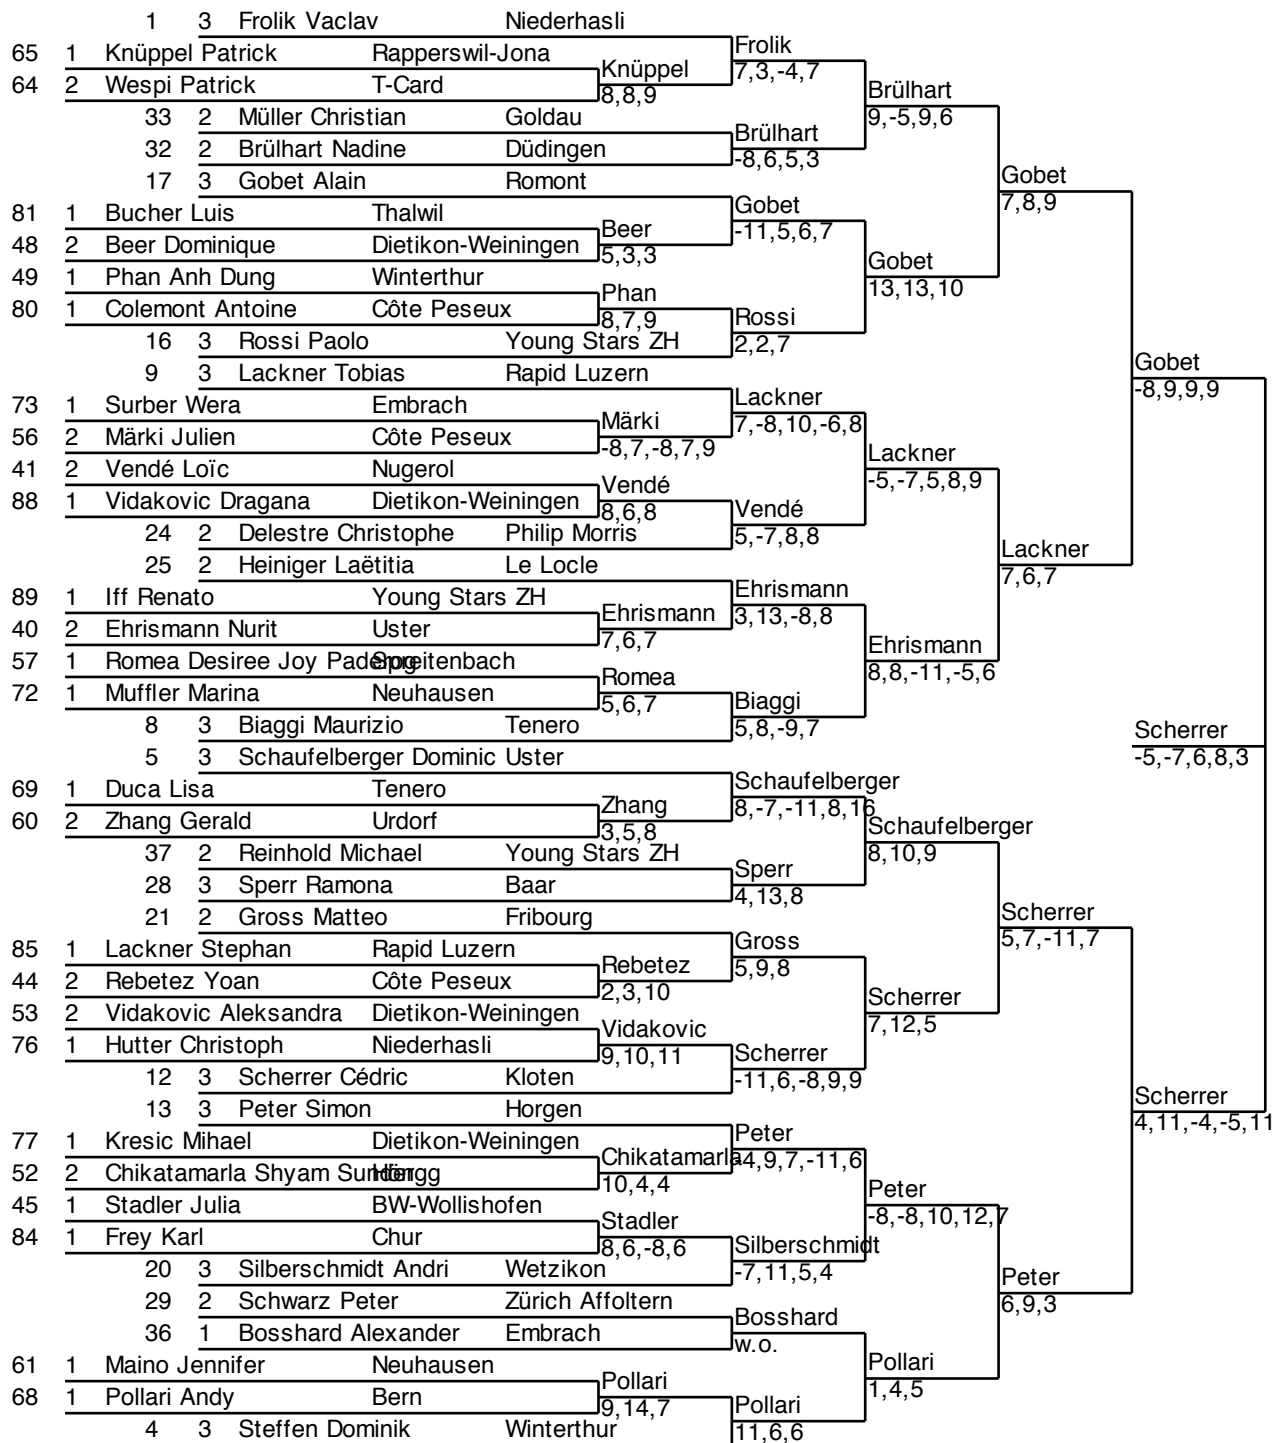 1 3 Frolik Vaclav Niederhasli
Frolik
65 1 Knüppel Patrick Rapperswil-Jona
7,3,-4,7
Knüppel
64 2 Wespi Patrick T-Card
8,8,9
Brülhart
9,-5,9,6
33 2 Müller Christian Goldau
Brülhart
32 2 Brülhart Nadine Düdingen
-8,6,5,3
17 3 Gobet Alain Romont
Gobet
7,8,9
Gobet
81 1 Bucher Luis Thalwil
-11,5,6,7
Beer
48 2 Beer Dominique Dietikon-Weiningen
5,3,3
Gobet
13,13,10
49 1 Phan Anh Dung Winterthur
Phan
80 1 Colemont Antoine Côte Peseux
8,7,9
Rossi
16 3 Rossi Paolo Young Stars ZH
2,2,7
Gobet
-8,9,9,9
9 3 Lackner Tobias Rapid Luzern
Lackner
73 1 Surber Wera Embrach
7,-8,10,-6,8
Märki
56 2 Märki Julien Côte Peseux
-8,7,-8,7,9
Lackner
-5,-7,5,8,9
41 2 Vendé Loïc Nugerol
Vendé
88 1 Vidakovic Dragana Dietikon-Weiningen
8,6,8
Vendé
24 2 Delestre Christophe Philip Morris
5,-7,8,8
Lackner
7,6,7
25 2 Heiniger Laëtitia Le Locle
Ehrismann
89 1 Iff Renato Young Stars ZH
3,13,-8,8
Ehrismann
40 2 Ehrismann Nurit Uster
7,6,7
Ehrismann
8,8,-11,-5,6
57 1 Romea Desiree Joy Paderog Spreitenbach
Romea
72 1 Muffler Marina Neuhausen
5,6,7
Biaggi
8 3 Biaggi Maurizio Tenero
5,8,-9,7
Scherrer
-5,-7,6,8,3
5 3 Schaufelberger Dominic Uster
Schaufelberger
69 1 Duca Lisa Tenero
8,-7,-11,8,16
Zhang
60 2 Zhang Gerald Urdorf
3,5,8
Schaufelberger
8,10,9
37 2 Reinhold Michael Young Stars ZH
Sperr
28 3 Sperr Ramona Baar
4,13,8
21 2 Gross Matteo Fribourg
Scherrer
5,7,-11,7
Gross
85 1 Lackner Stephan Rapid Luzern
5,9,8
Rebetez
44 2 Rebetez Yoan Côte Peseux
2,3,10
Scherrer
7,12,5
53 2 Vidakovic Aleksandra Dietikon-Weiningen
Vidakovic
76 1 Hutter Christoph Niederhasli
9,10,11
Scherrer
12 3 Scherrer Cédric Kloten
-11,6,-8,9,9
Scherrer
4,11,-4,-5,11
13 3 Peter Simon Horgen
Peter
77 1 Kresic Mihael Dietikon-Weiningen
-4,9,7,-11,6
Chikatamarla
52 2 Chikatamarla Shyam Sunder Höngg
10,4,4
Peter
-8,-8,10,12,7
45 1 Stadler Julia BW-Wollishofen
Stadler
84 1 Frey Karl Chur
8,6,-8,6
Silberschmidt
20 3 Silberschmidt Andri Wetzikon
-7,11,5,4
Peter
6,9,3
29 2 Schwarz Peter Zürich Affoltern
Bosshard
36 1 Bosshard Alexander Embrach
w.o.
61 1 Maino Jennifer Neuhausen
Pollari
1,4,5
Pollari
68 1 Pollari Andy Bern
9,14,7
Pollari
4 3 Steffen Dominik Winterthur
11,6,6